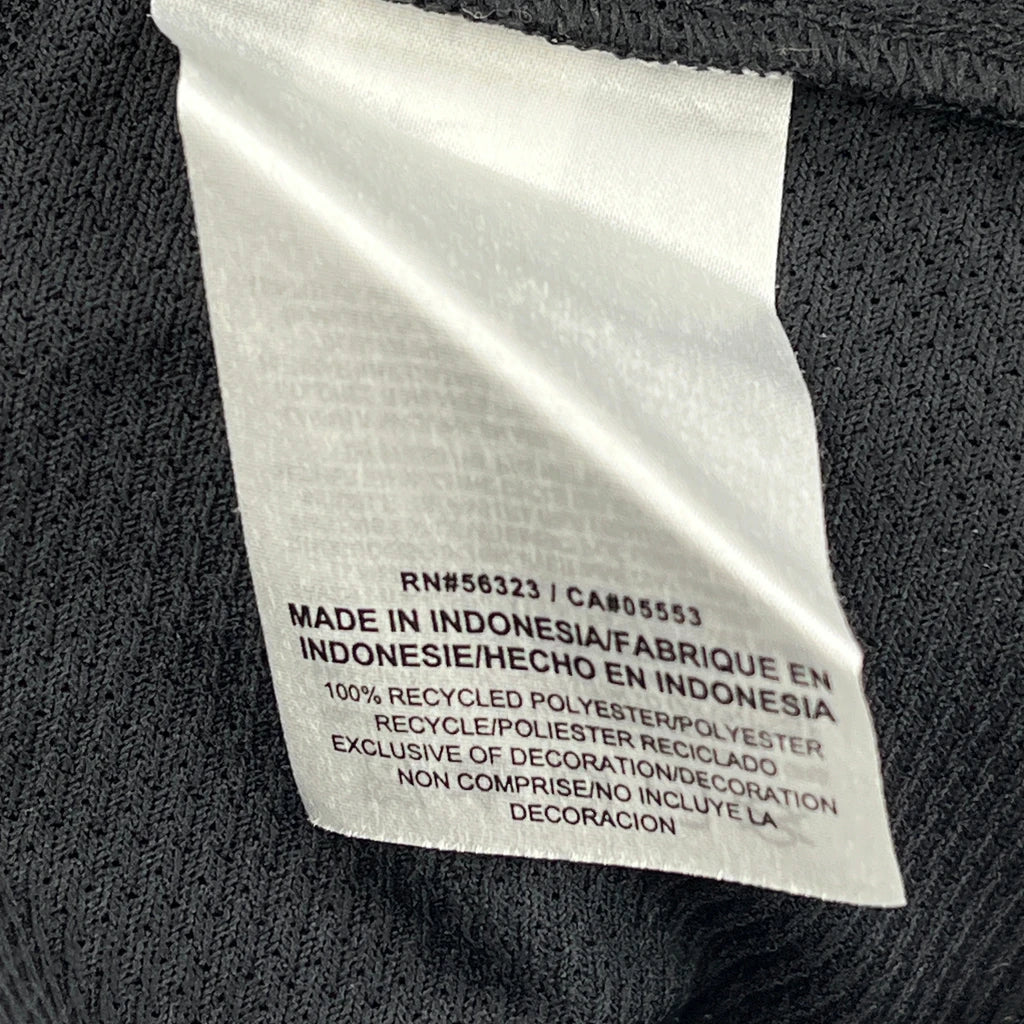 RN#56323 / CA#05553
MADE IN INDONESIA/FABRIQUE EN
INDONESIE/HECHO EN INDONESIA
100% RECYCLED POLYESTER/POLYESTER
RECYCLE/POLIESTER RECICLADO
EXCLUSIVE OF DECORATION/DECORATION
NON COMPRISE/NO INCLUYE LA
DECORACION